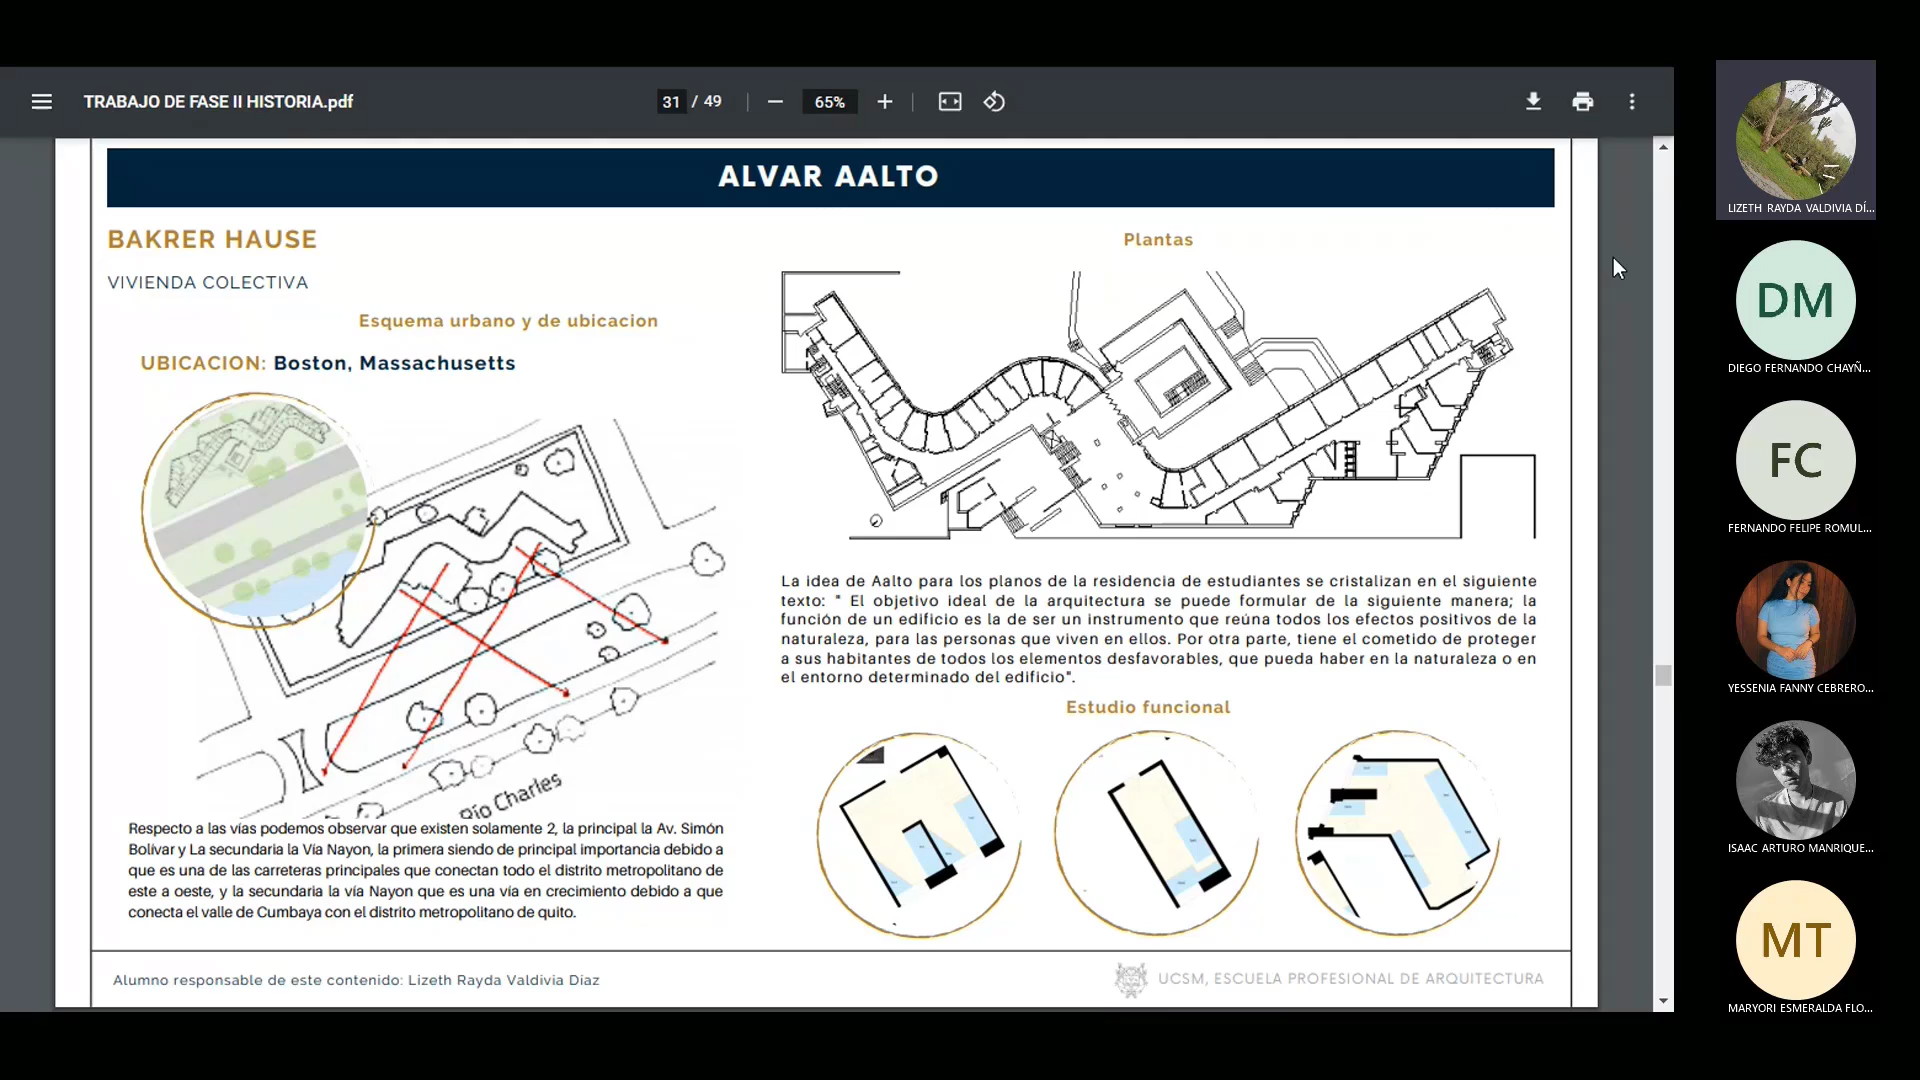 TRABAJO DE FASE II HISTORIA.pdf
31 / 49
65%
ALVAR AALTO
BAKRER HAUSE
VIVIENDA COLECTIVA
Esquema urbano y de ubicacion
UBICACION: Boston, Massachusetts
Río Charles
Respecto a las vías podemos observar que existen solamente 2, la principal la Av. Simón
Bolívar y La secundaria la Vía Nayon, la primera siendo de principal importancia debido a
que es una de las carreteras principales que conectan todo el distrito metropolitano de
este a oeste, y la secundaria la vía Nayon que es una vía en crecimiento debido a que
conecta el valle de Cumbaya con el distrito metropolitano de quito.
Plantas
La idea de Aalto para los planos de la residencia de estudiantes se cristalizan en el siguiente
texto: " El objetivo ideal de la arquitectura se puede formular de la siguiente manera; la
función de un edificio es la de ser un instrumento que reúna todos los efectos positivos de la
naturaleza, para las personas que viven en ellos. Por otra parte, tiene el cometido de proteger
a sus habitantes de todos los elementos desfavorables, que pueda haber en la naturaleza o en
el entorno determinado del edificio".
Estudio funcional
Alumno responsable de este contenido: Lizeth Rayda Valdivia Diaz
UCSM, ESCUELA PROFESIONAL DE ARQUITECTURA
LIZETH RAYDA VALDIVIA DÍ...
DM
DIEGO FERNANDO CHAYÑ...
FC
FERNANDO FELIPE ROMUL...
YESSENIA FANNY CEBRERO...
ISAAC ARTURO MANRIQUE...
MT
MARYORI ESMERALDA FLO...